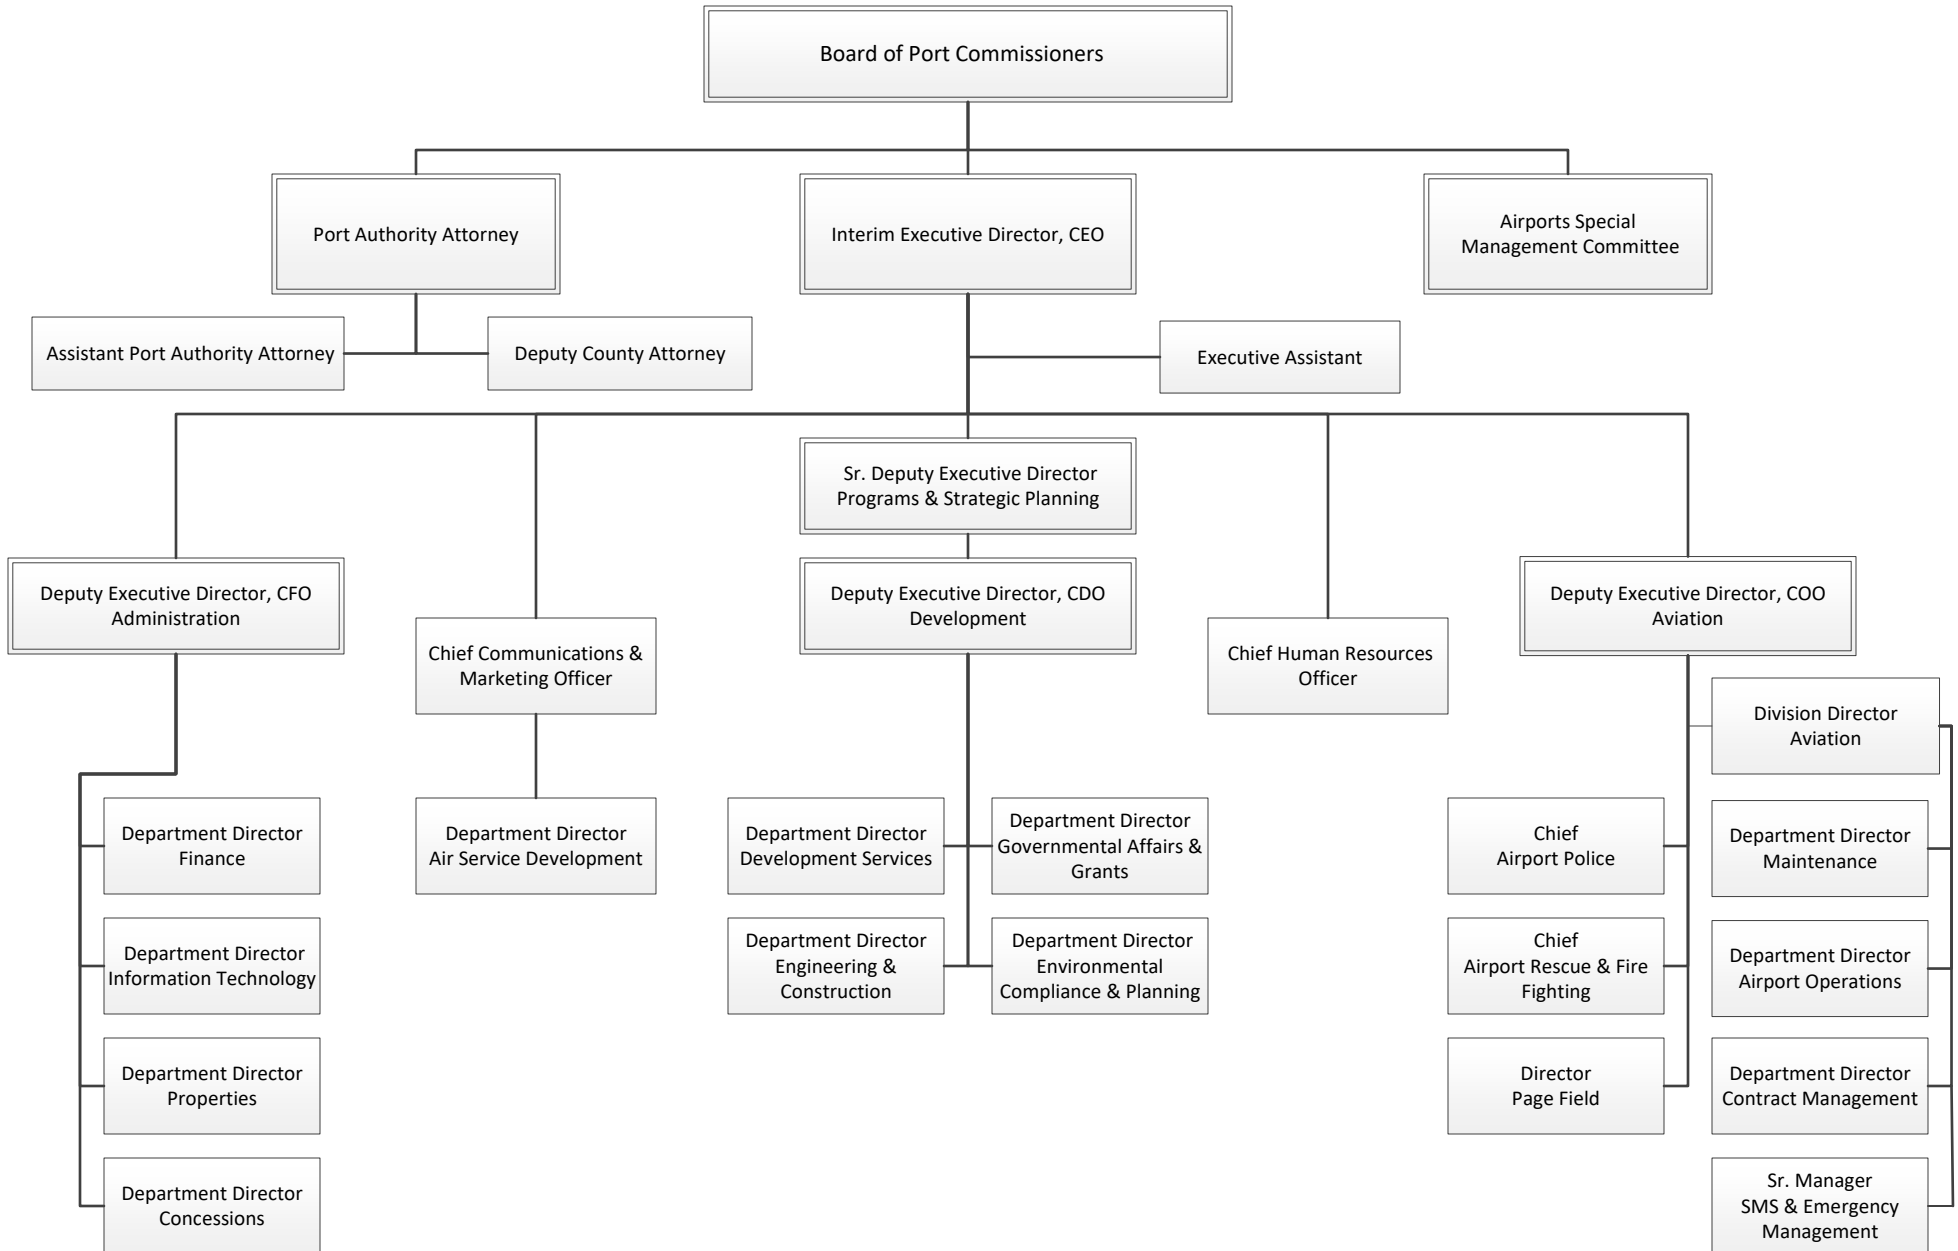 Board of Port Commissioners
Port Authority Attorney
Interim Executive Director, CEO
Airports Special
Management Committee
Assistant Port Authority Attorney
Deputy County Attorney
Executive Assistant
Sr. Deputy Executive Director
Programs & Strategic Planning
Deputy Executive Director, CFO
Administration
Deputy Executive Director, CDO
Development
Deputy Executive Director, COO
Aviation
Chief Communications &
Marketing Officer
Chief Human Resources
Officer
Division Director
Aviation
Department Director
Finance
Department Director
Air Service Development
Department Director
Development Services
Department Director
Governmental Affairs &
Grants
Chief
Airport Police
Department Director
Maintenance
Department Director
Information Technology
Department Director
Engineering &
Construction
Department Director
Environmental
Compliance & Planning
Chief
Airport Rescue & Fire
Fighting
Department Director
Airport Operations
Department Director
Properties
Director
Page Field
Department Director
Contract Management
Department Director
Concessions
Sr. Manager
SMS & Emergency
Management